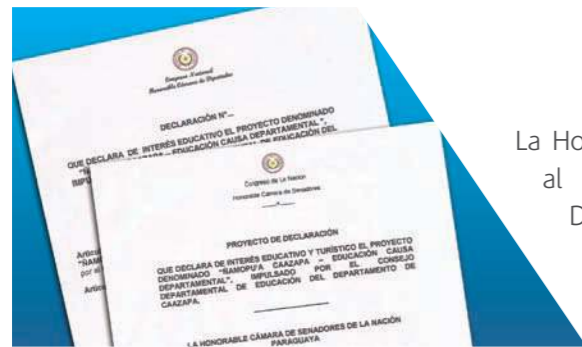 Congreso Nacional
Honorable Cámara de Diputados
DECLARACIÓN N°...
QUE DECLARA DE INTERÉS EDUCATIVO EL PROYECTO DENOMINADO
CAAZAPA – EDUCACIÓN CAUSA DEPARTAMENTAL",
DE EDUCACIÓN DEL
Congreso de La Nación
Honorable Cámara de Senadores
PROYECTO DE DECLARACIÓN
QUE DECLARA DE INTERÉS EDUCATIVO Y TURÍSTICO EL PROYECTO
DENOMINADO "ÑAMOPU'A CAAZAPA – EDUCACIÓN CAUSA
DEPARTAMENTAL", IMPULSADO POR EL CONSEJO
DEPARTAMENTAL DE EDUCACIÓN DEL DEPARTAMENTO DE
CAAZAPA.
LA HONORABLE CÁMARA DE SENADORES DE LA NACIÓN
PARAGUAYA
La Ho
al
D